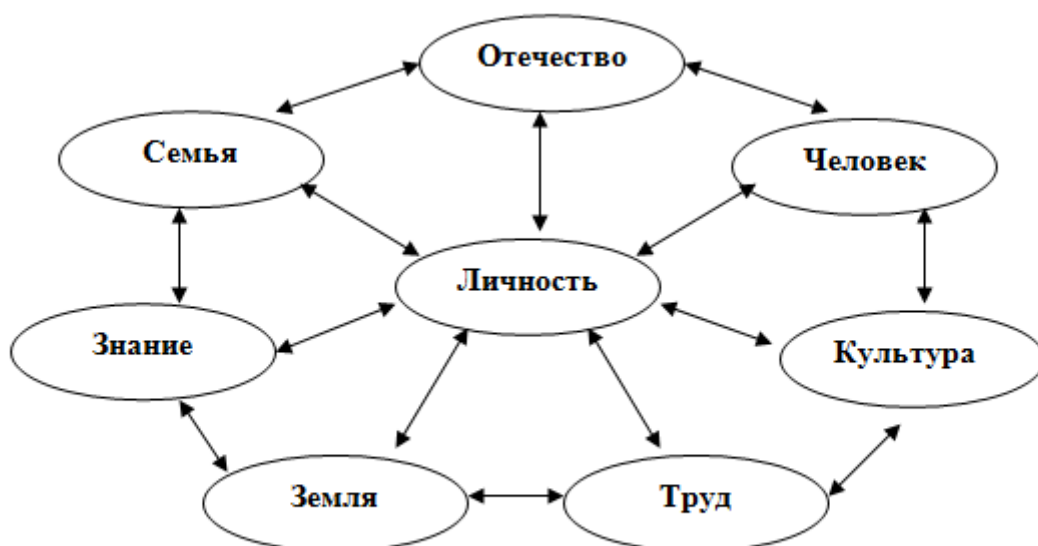 Отечество
Семья
Человек
Личность
Знание
Культура
Земля
Труд